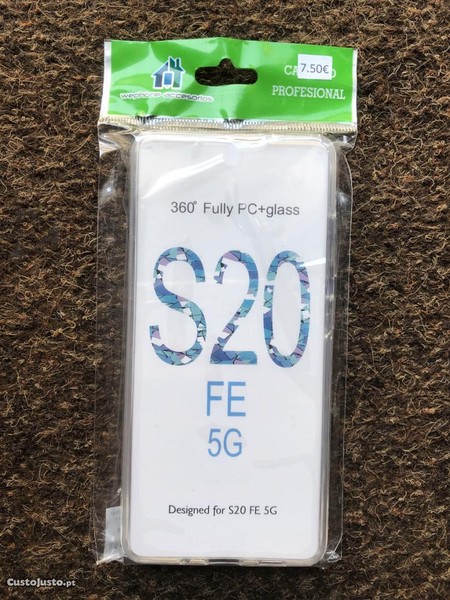 7.50€
PROFESIONAL
360° Fully PC+glass
S20
FE
5G
Designed for S20 FE 5G
CustoJusto.pt